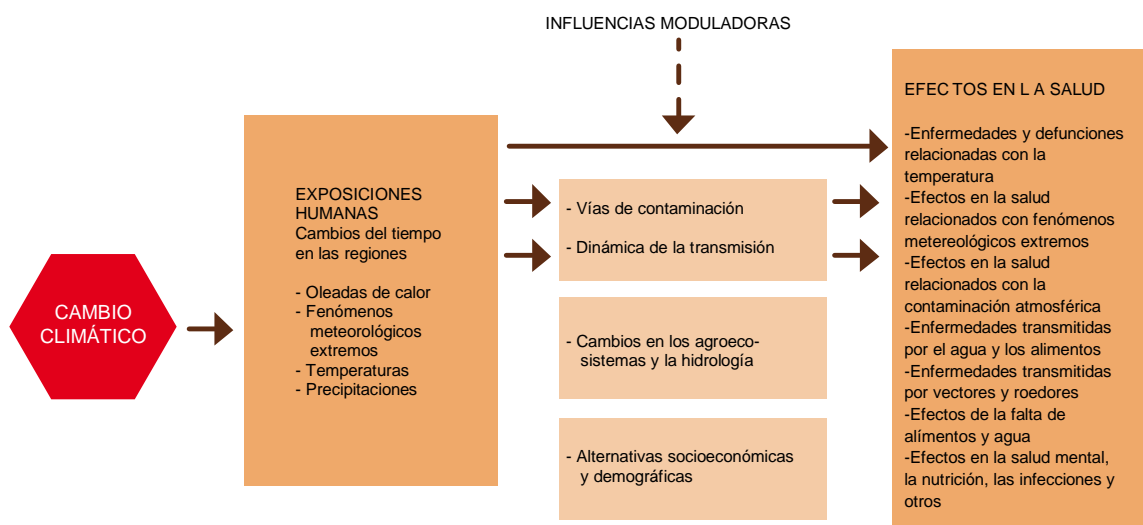 INFLUENCIAS MODULADORAS
CAMBIO
CLIMÁTICO
EXPOSICIONES
HUMANAS
Cambios del tiempo
en las regiones
- Oleadas de calor
- Fenómenos
meteorológicos
extremos
- Temperaturas
- Precipitaciones
- Vías de contaminación
- Dinámica de la transmisión
- Cambios en los agroeco-
sistemas y la hidrología
- Alternativas socioeconómicas
y demográficas
EFEC TOS EN L A SALUD
-Enfermedades y defunciones
relacionadas con la
temperatura
-Efectos en la salud
relacionados con fenómenos
metereológicos extremos
-Efectos en la salud
relacionados con la
contaminación atmosférica
-Enfermedades transmitidas
por el agua y los alimentos
-Enfermedades transmitidas
por vectores y roedores
-Efectos de la falta de
alímentos y agua
-Efectos en la salud mental,
la nutrición, las infecciones y
otros